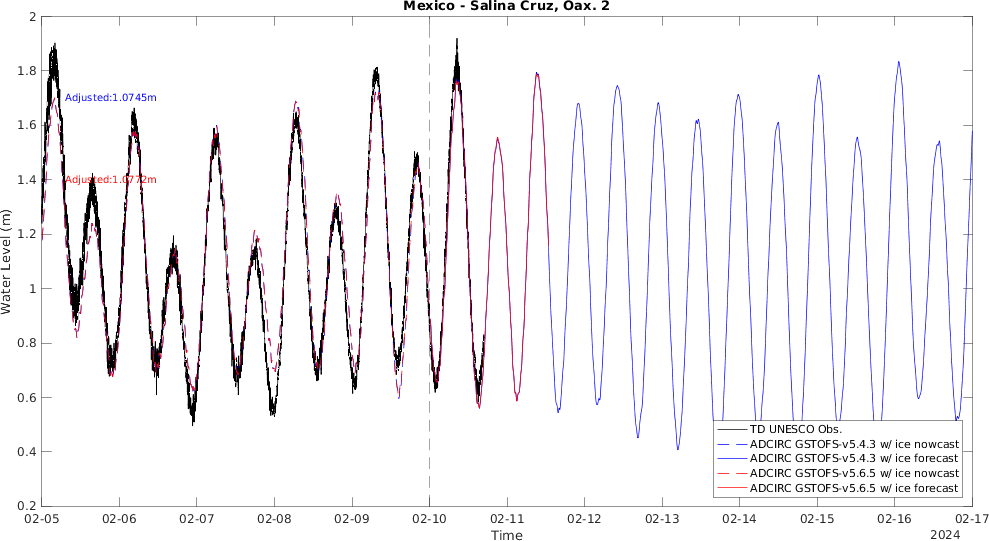 Mexico - Salina Cruz, Oax. 2
2
1.8
1.6
1.4
1.2
1
0.8
0.6
0.4
0.2
Water Level (m)
Adjusted:1.0745m
Adjusted:1.0772m
TD UNESCO Obs.
ADCIRC GSTOFS-v5.4.3 w/ ice nowcast
ADCIRC GSTOFS-v5.4.3 w/ ice forecast
ADCIRC GSTOFS-v5.6.5 w/ ice nowcast
ADCIRC GSTOFS-v5.6.5 w/ ice forecast
02-05 02-06 02-07 02-08 02-09 02-10 02-11 02-12 02-13 02-14 02-15 02-16 02-17
Time
2024